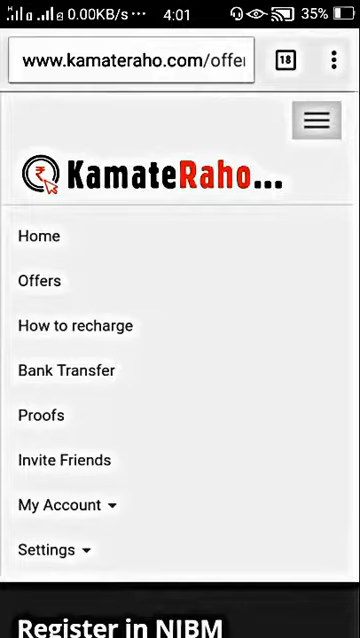 0.00KB/s ··· 4:01 35%
www.kamateraho.com/offer
18
KamateRaho...
Home
Offers
How to recharge
Bank Transfer
Proofs
Invite Friends
My Account
Settings
Register in NIBM